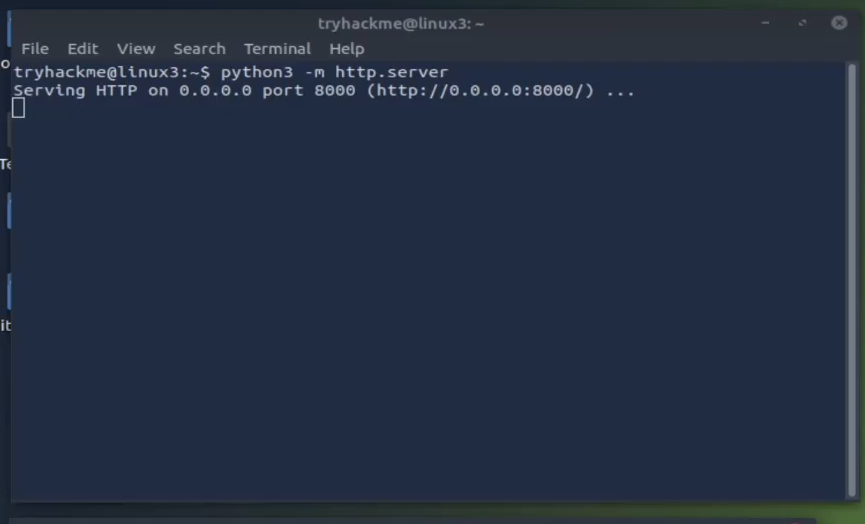 tryhackme@linux3: ~
File Edit View Search Terminal Help
tryhackme@linux3:~$ python3 -m http.server
Serving HTTP on 0.0.0.0 port 8000 (http://0.0.0.0:8000/) ...